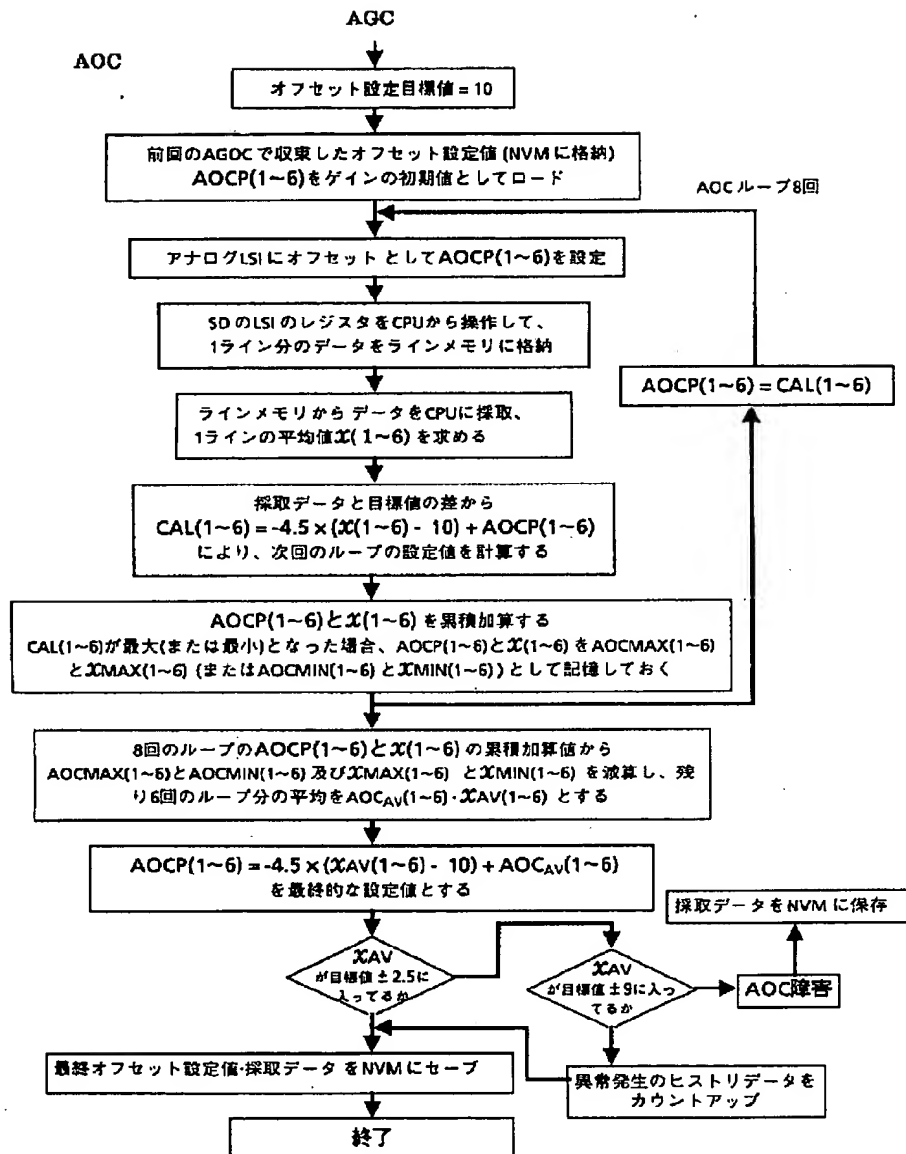 AGC
AOC
オフセット設定目標値 = 10
前回のAGOCで収束したオフセット設定値 (NVMに格納)
AOCP(1~6)をゲインの初期値としてロード
AOCループ8回
アナログLSIにオフセットとしてAOCP(1~6)を設定
SDのLSIのレジスタをCPUから操作して、
1ライン分のデータをラインメモリに格納
AOCP(1~6) = CAL(1~6)
ラインメモリからデータをCPUに採取、
1ラインの平均値x(1~6)を求める
採取データと目標値の差から
CAL(1~6) = -4.5 × (x(1~6) - 10) + AOCP(1~6)
により、次回のループの設定値を計算する
AOCP(1~6)とx(1~6)を累積加算する
CAL(1~6)が最大(または最小)となった場合、AOCP(1~6)とx(1~6)をAOCMAX(1~6)
とxMAX(1~6) (またはAOCMIN(1~6)とxMIN(1~6))として記憶しておく
8回のループのAOCP(1~6)とx(1~6)の累積加算値から
AOCMAX(1~6)とAOCMIN(1~6)及びxMAX(1~6)とxMIN(1~6)を減算し、残
り6回のループ分の平均をAOCAV(1~6)・xAV(1~6)とする
AOCP(1~6) = -4.5 × (xAV(1~6) - 10) + AOCAV(1~6)
を最終的な設定値とする
採取データをNVMに保存
xAV
が目標値±2.5に
入ってるか
xAV
が目標値±9に入っ
てるか
AOC障害
最終オフセット設定値・採取データをNVMにセーブ
異常発生のヒストリデータを
カウントアップ
終了